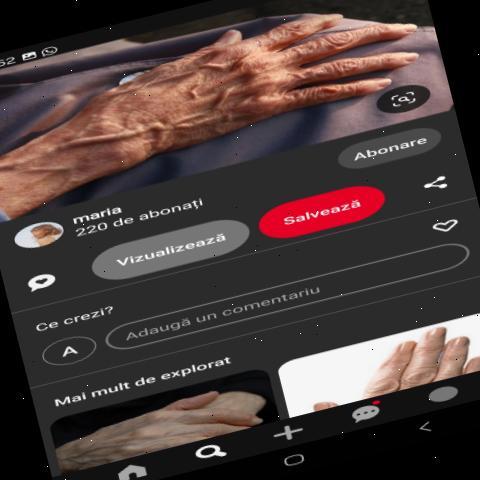 52
maria
220 de abonați
Abonare
Vizualizează
Salvează
Ce crezi?
A
Adaugă un comentariu
Mai mult de explorat